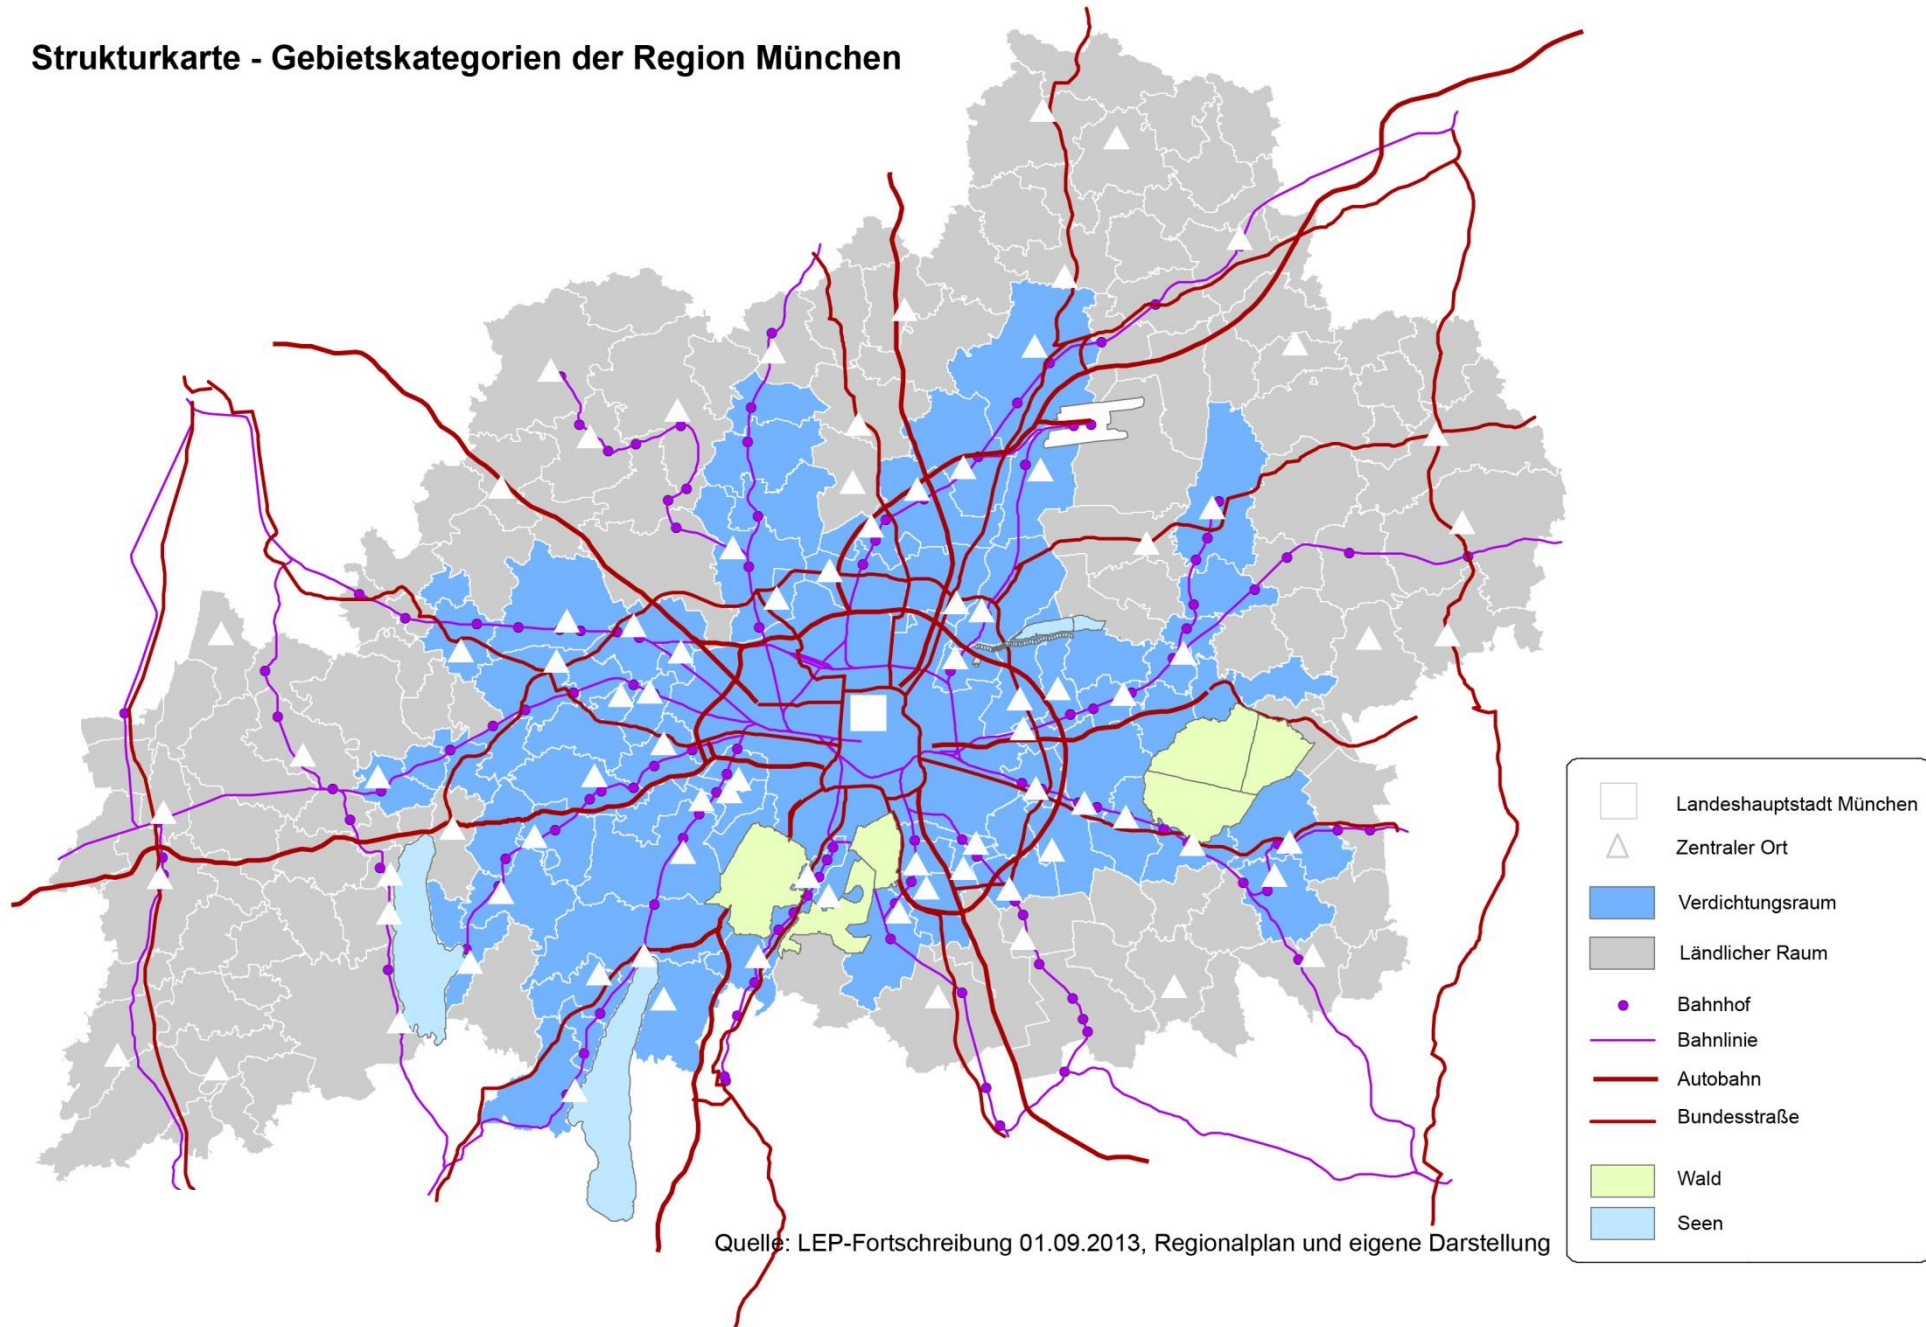 Strukturkarte - Gebietskategorien der Region München
Landeshauptstadt München
Zentraler Ort
Verdichtungsraum
Ländlicher Raum
Bahnhof
Bahnlinie
Autobahn
Bundesstraße
Wald
Seen
Quelle: LEP-Fortschreibung 01.09.2013, Regionalplan und eigene Darstellung